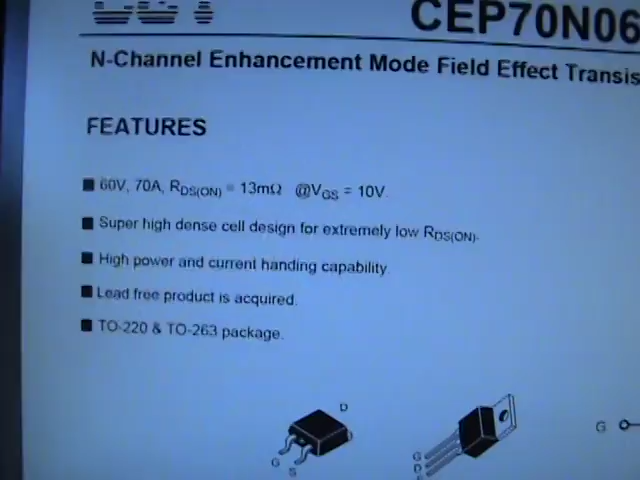 CEP70N06
N-Channel Enhancement Mode Field Effect Transis
FEATURES
■ 60V, 70A, RDS(ON) = 13mΩ @VGS = 10V.
■ Super high dense cell design for extremely low RDS(ON).
■ High power and current handing capability.
■ Lead free product is acquired.
■ TO-220 & TO-263 package.
D
G
S
G
D
G